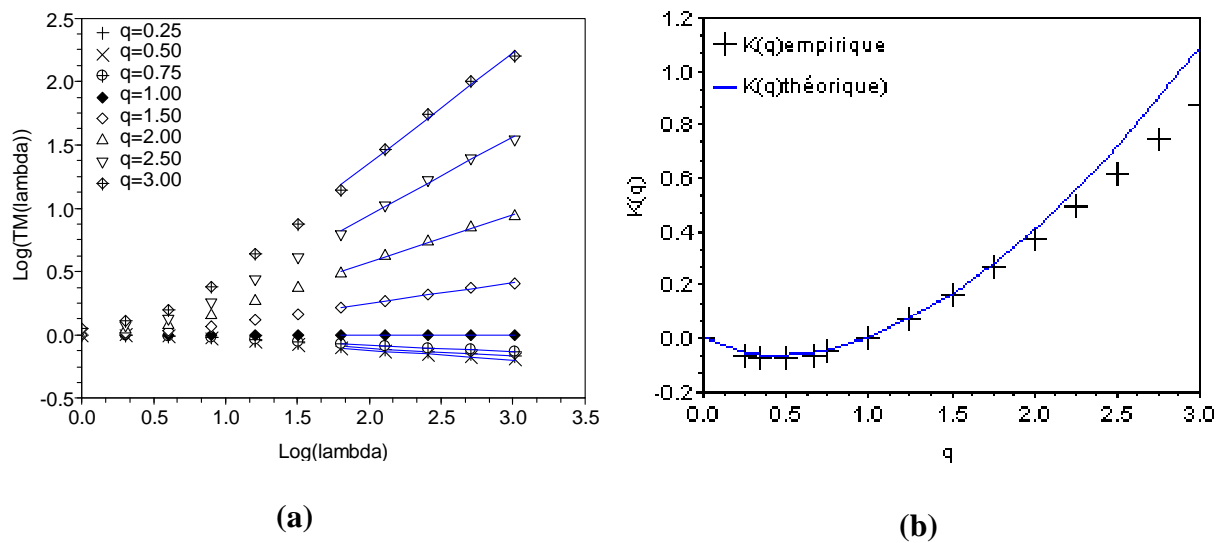 2.5
2.0
1.5
1.0
0.5
0.0
-0.5
Log(TM(lambda))
q=0.25
q=0.50
q=0.75
q=1.00
q=1.50
q=2.00
q=2.50
q=3.00
0.0 0.5 1.0 1.5 2.0 2.5 3.0 3.5
Log(lambda)
(a)
1.2
1.0
0.8
0.6
0.4
0.2
0.0
-0.2
K(q)
K(q)empirique
K(q)théorique)
0.0 0.5 1.0 1.5 2.0 2.5 3.0
q
(b)